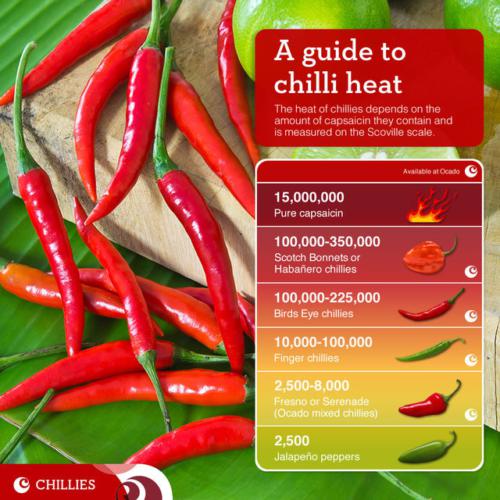 A guide to
chilli heat
The heat of chillies depends on the
amount of capsaicin they contain and
is measured on the Scoville scale.
Available at Ocado
15,000,000
Pure capsaicin
100,000-350,000
Scotch Bonnets or
Habañero chillies
100,000-225,000
Birds Eye chillies
10,000-100,000
Finger chillies
2,500-8,000
Fresno or Serenade
(Ocado mixed chillies)
2,500
Jalapeño peppers
CHILLIES